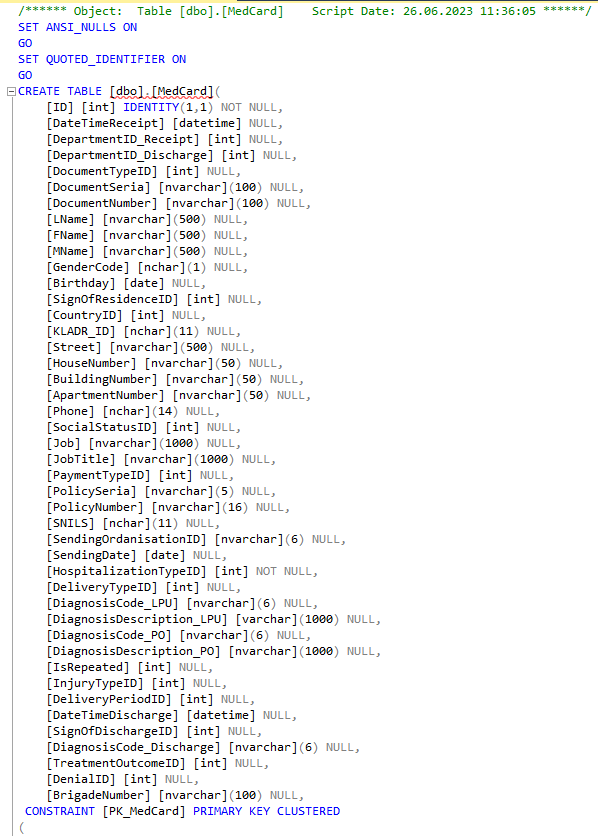 /****** Object:  Table [dbo].[MedCard]    Script Date: 26.06.2023 11:36:05 ******/
SET ANSI_NULLS ON
GO
SET QUOTED_IDENTIFIER ON
GO
CREATE TABLE [dbo].[MedCard](
    [ID] [int] IDENTITY(1,1) NOT NULL,
    [DateTimeReceipt] [datetime] NULL,
    [DepartmentID_Receipt] [int] NULL,
    [DepartmentID_Discharge] [int] NULL,
    [DocumentTypeID] [int] NULL,
    [DocumentSeria] [nvarchar](100) NULL,
    [DocumentNumber] [nvarchar](100) NULL,
    [LName] [nvarchar](500) NULL,
    [FName] [nvarchar](500) NULL,
    [MName] [nvarchar](500) NULL,
    [GenderCode] [nchar](1) NULL,
    [Birthday] [date] NULL,
    [SignOfResidenceID] [int] NULL,
    [CountryID] [int] NULL,
    [KLADR_ID] [nchar](11) NULL,
    [Street] [nvarchar](500) NULL,
    [HouseNumber] [nvarchar](50) NULL,
    [BuildingNumber] [nvarchar](50) NULL,
    [ApartmentNumber] [nvarchar](50) NULL,
    [Phone] [nchar](14) NULL,
    [SocialStatusID] [int] NULL,
    [Job] [nvarchar](1000) NULL,
    [JobTitle] [nvarchar](1000) NULL,
    [PaymentTypeID] [int] NULL,
    [PolicySeria] [nvarchar](5) NULL,
    [PolicyNumber] [nvarchar](16) NULL,
    [SNILS] [nchar](11) NULL,
    [SendingOrdanisationID] [nvarchar](6) NULL,
    [SendingDate] [date] NULL,
    [HospitalizationTypeID] [int] NOT NULL,
    [DeliveryTypeID] [int] NULL,
    [DiagnosisCode_LPU] [nvarchar](6) NULL,
    [DiagnosisDescription_LPU] [varchar](1000) NULL,
    [DiagnosisCode_PO] [nvarchar](6) NULL,
    [DiagnosisDescription_PO] [nvarchar](1000) NULL,
    [IsRepeated] [int] NULL,
    [InjuryTypeID] [int] NULL,
    [DeliveryPeriodID] [int] NULL,
    [DateTimeDischarge] [datetime] NULL,
    [SignOfDischargeID] [int] NULL,
    [DiagnosisCode_Discharge] [nvarchar](6) NULL,
    [TreatmentOutcomeID] [int] NULL,
    [DenialID] [int] NULL,
    [BrigadeNumber] [nvarchar](100) NULL,
 CONSTRAINT [PK_MedCard] PRIMARY KEY CLUSTERED
(